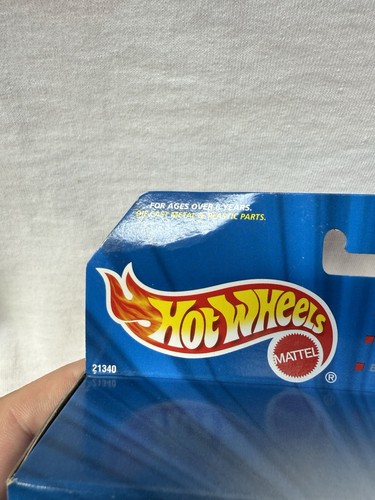 FOR AGES OVER 3 YEARS.
DIE CAST METAL & PLASTIC PARTS.
HOT WHEELS
MATTEL
®
21340